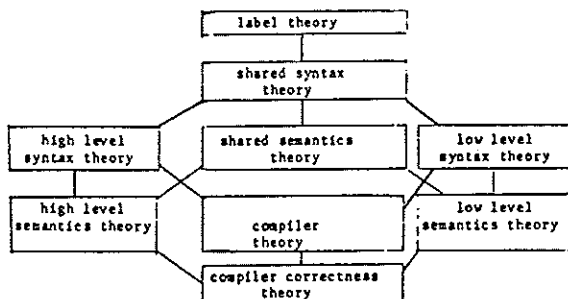 label theory
shared syntax
theory
high level
syntax theory
shared semantics
theory
low level
syntax theory
high level
semantics theory
compiler
theory
low level
semantics theory
compiler correctness
theory